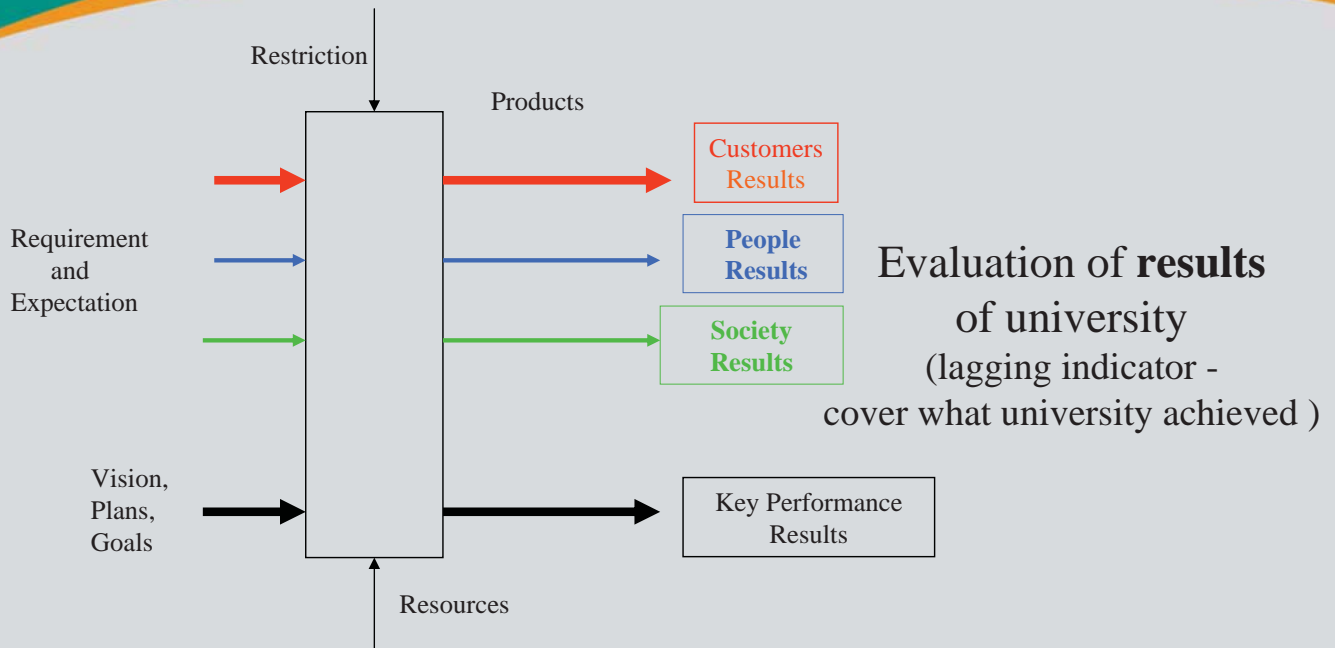 Restriction
Products
Customers
Results
People
Results
Society
Results
Requirement
and
Expectation
Evaluation of results
of university
(lagging indicator -
cover what university achieved )
Vision,
Plans,
Goals
Key Performance
Results
Resources